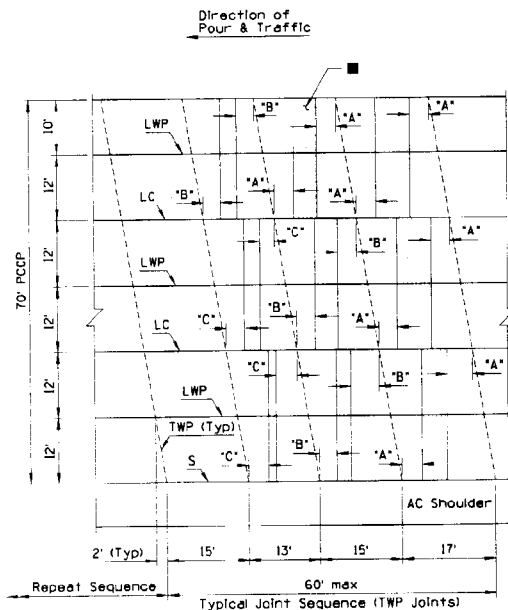 Direction of
Pour & Traffic
"B" "A" "A"
10'
LWP
12'
LC "B" "A" "A"
"C" "B" "A"
12'
LWP
70' PCCP
12'
"C" "B" "A"
LC
"C" "B" "A"
12'
LWP
TWP (Typ)
12'
S "C" "B" "A"
AC Shoulder
2' (Typ) 15' 13' 15' 17'
Repeat Sequence 60' max
Typical Joint Sequence (TWP Joints)